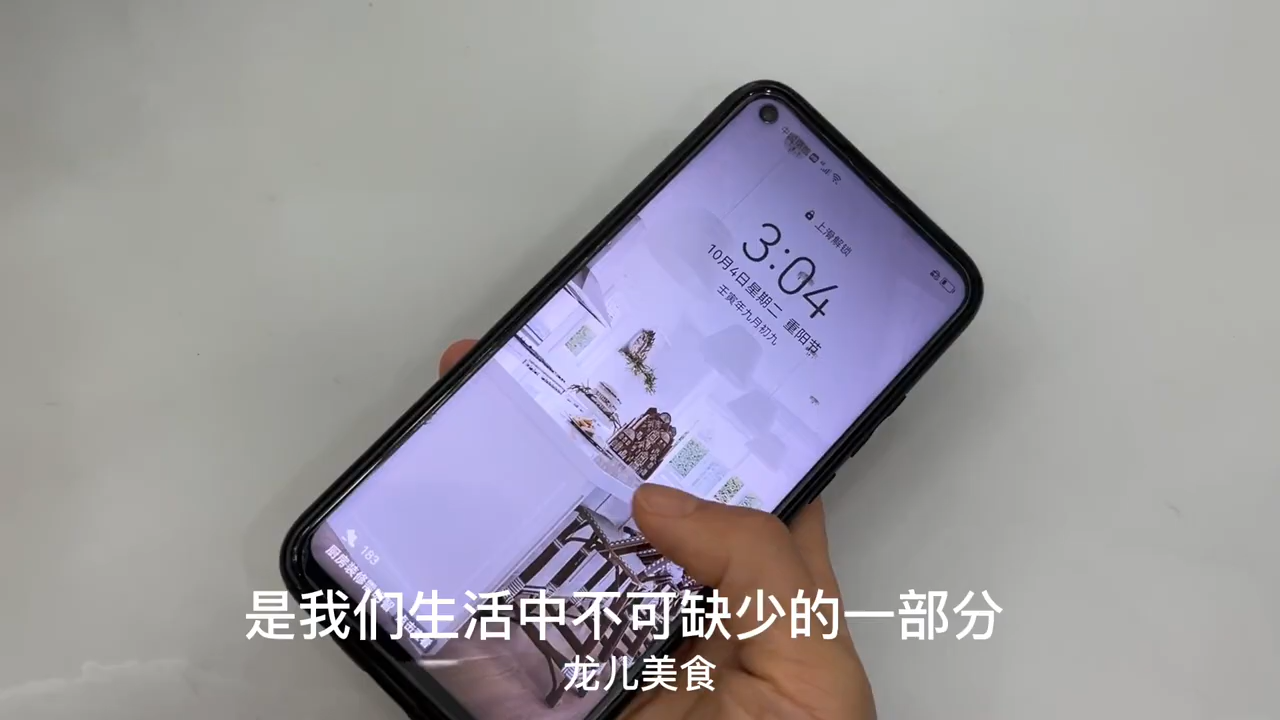 上滑解锁
3:04
10月4日星期二 重阳节
壬寅年九月初九
183
是我们生活中不可缺少的一部分
龙儿美食